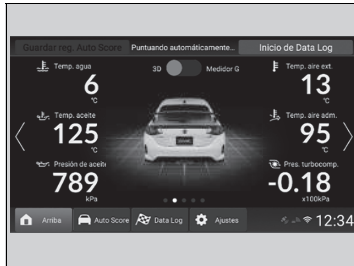 Guardar reg. Auto Score Puntuando automáticamente... Inicio de Data Log
Temp. agua
6
°C
3D Medidor G
Temp. aire ext.
13
°C
Temp. aceite
125
°C
Temp. aire adm.
95
°C
Presión de aceite
789
kPa
Pres. turbocomp.
-0.18
x100kPa
Arriba Auto Score Data Log Ajustes 12:34